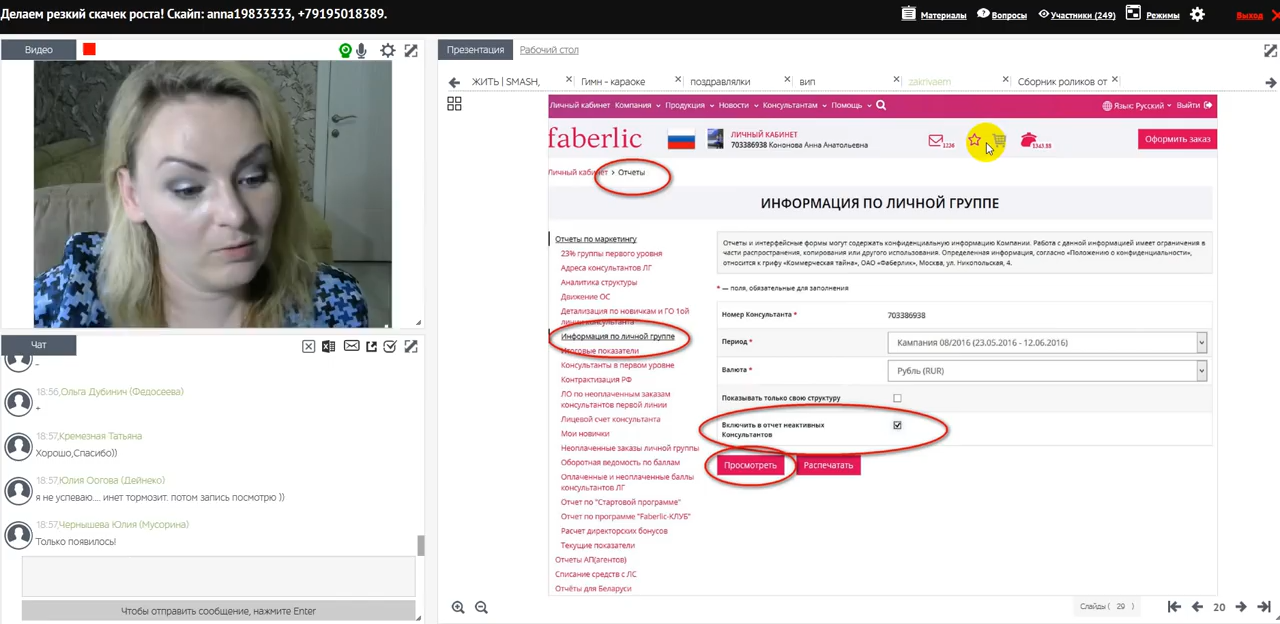 Делаем резкий скачек роста! Скайп: anna19833333, +79195018389.
Материалы Вопросы Участники (249) Режимы Выход
Видео
Презентация Рабочий стол
ЖИТЬ | SMASH, Гимн - караоке поздравлялки вип zakrivaem Сборник роликов от
Личный кабинет Компания Продукция Новости Консультантам Помощь Язык: Русский Выйти
faberlic
ЛИЧНЫЙ КАБИНЕТ
703386938 Кононова Анна Анатольевна
Оформить заказ
Личный кабинет › Отчеты
ИНФОРМАЦИЯ ПО ЛИЧНОЙ ГРУППЕ
Отчеты по маркетингу
23% группы первого уровня
Адреса консультантов ЛГ
Аналитика структуры
Движение ОС
Детализация по новичкам и ГО 1ой
линии консультанта
Информация по личной группе
Итоговые показатели
Консультанты в первом уровне
Контрактизация РФ
ЛО по неоплаченным заказам
консультантов первой линии
Лицевой счет консультанта
Мои новички
Неоплаченные заказы личной группы
Оборотная ведомость по баллам
Оплаченные и неоплаченные баллы
консультантов ЛГ
Отчет по "Стартовой программе"
Отчет по программе "Faberlic-КЛУБ"
Расчет директорских бонусов
Текущие показатели
Отчеты АП(агентов)
Списание средств с ЛС
Отчёты для Беларуси
Отчеты и интерфейсные формы могут содержать конфиденциальную информацию Компании. Работа с данной информацией имеет ограничения в
части распространения, копирования или другого использования. Определенная информация, согласно «Положению о конфиденциальности»,
относится к грифу «Коммерческая тайна», ОАО «Фаберлик», Москва, ул. Никольская, 4.
* — поля, обязательные для заполнения
Номер Консультанта * 703386938
Период * Кампания 08/2016 (23.05.2016 - 12.06.2016)
Валюта * Рубль (RUR)
Показывать только свою структуру
Включить в отчет неактивных
Консультантов
Просмотреть Распечатать
Чат
18:56, Ольга Дубинич (Федосеева)
+
18:57, Кремезная Татьяна
Хорошо,Спасибо))
18:57, Юлия Оогова (Дейнеко)
я не успеваю.... инет тормозит. потом запись посмотрю ))
18:57, Чернышева Юлия (Мусорина)
Только появилось!
Чтобы отправить сообщение, нажмите Enter
Слайды ( 29 ) 20